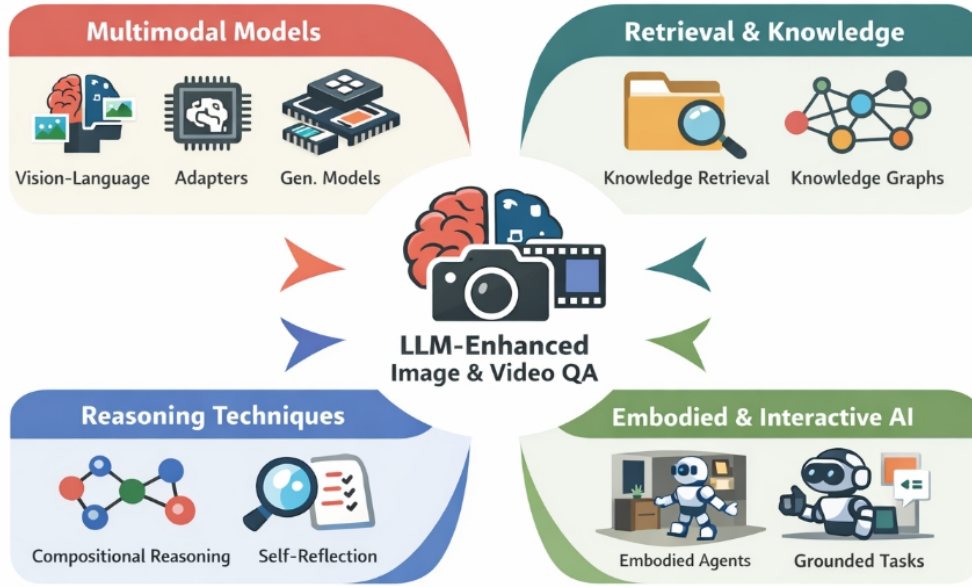 Multimodal Models
Vision-Language
Adapters
Gen. Models
Retrieval & Knowledge
Knowledge Retrieval
Knowledge Graphs
LLM-Enhanced
Image & Video QA
Reasoning Techniques
Compositional Reasoning
Self-Reflection
Embodied & Interactive AI
Embodied Agents
Grounded Tasks